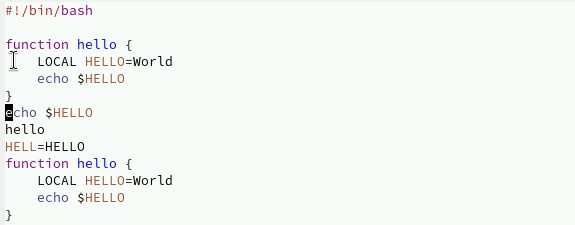 #!/bin/bash
function hello {
    LOCAL HELLO=World
    echo $HELLO
}
echo $HELLO
hello
HELL=HELLO
function hello {
    LOCAL HELLO=World
    echo $HELLO
}